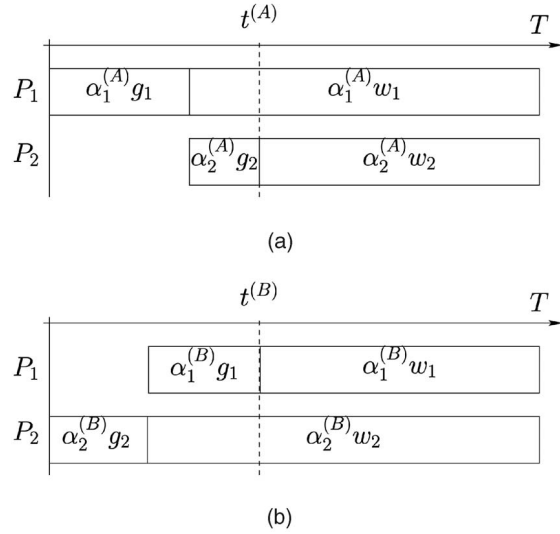 t^{(A)} T
P_1 α_1^{(A)}g_1 α_1^{(A)}w_1
P_2 α_2^{(A)}g_2 α_2^{(A)}w_2
(a)
t^{(B)} T
P_1 α_1^{(B)}g_1 α_1^{(B)}w_1
P_2 α_2^{(B)}g_2 α_2^{(B)}w_2
(b)